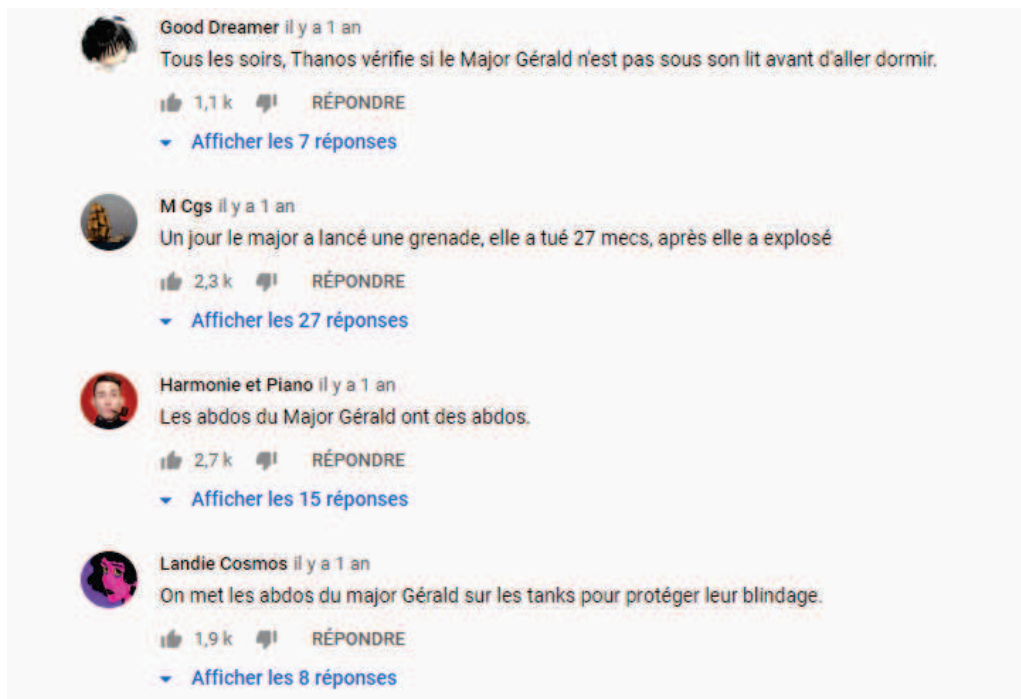 Good Dreamer il y a 1 an
Tous les soirs, Thanos vérifie si le Major Gérald n'est pas sous son lit avant d'aller dormir.
1,1 k RÉPONDRE
Afficher les 7 réponses
M Cgs il y a 1 an
Un jour le major a lancé une grenade, elle a tué 27 mecs, après elle a explosé
2,3 k RÉPONDRE
Afficher les 27 réponses
Harmonie et Piano il y a 1 an
Les abdos du Major Gérald ont des abdos.
2,7 k RÉPONDRE
Afficher les 15 réponses
Landie Cosmos il y a 1 an
On met les abdos du major Gérald sur les tanks pour protéger leur blindage.
1,9 k RÉPONDRE
Afficher les 8 réponses